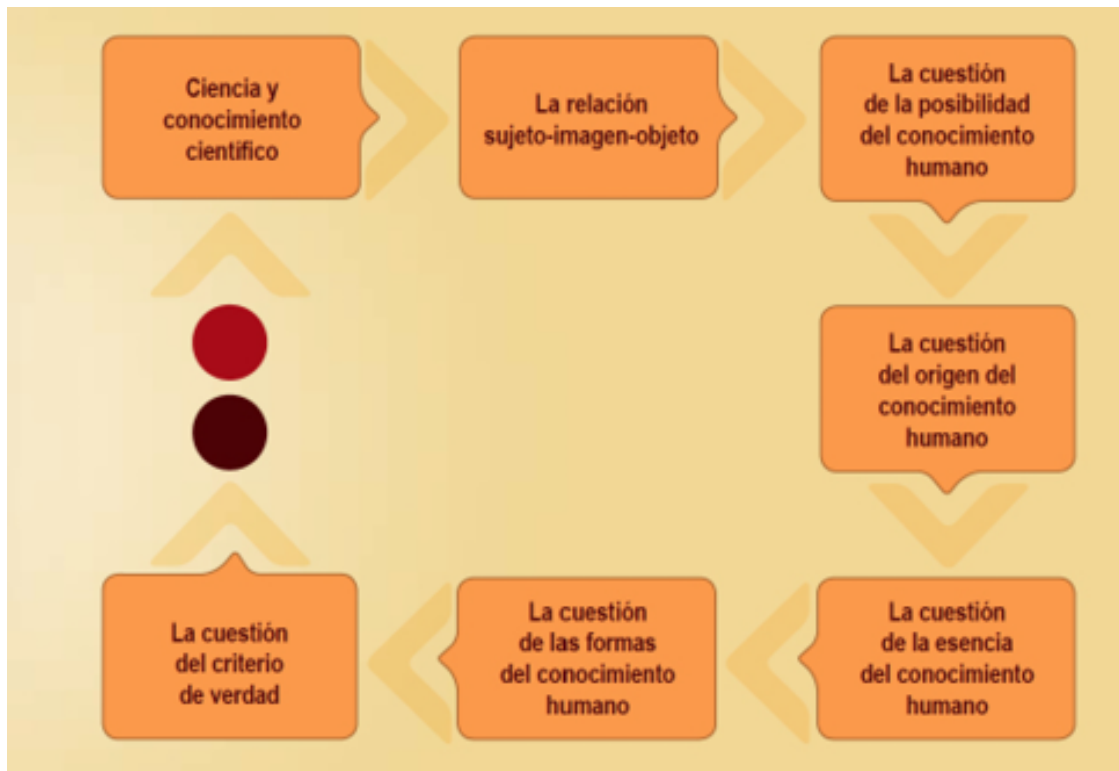 Ciencia y
conocimiento
científico
La relación
sujeto-imagen-objeto
La cuestión
de la posibilidad
del conocimiento
humano
La cuestión
del origen del
conocimiento
humano
La cuestión
de la esencia
del conocimiento
humano
La cuestión
de las formas
del conocimiento
humano
La cuestión
del criterio
de verdad